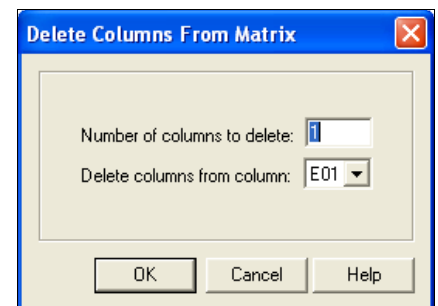 Delete Columns From Matrix
Number of columns to delete: 1
Delete columns from column: E01
OK Cancel Help